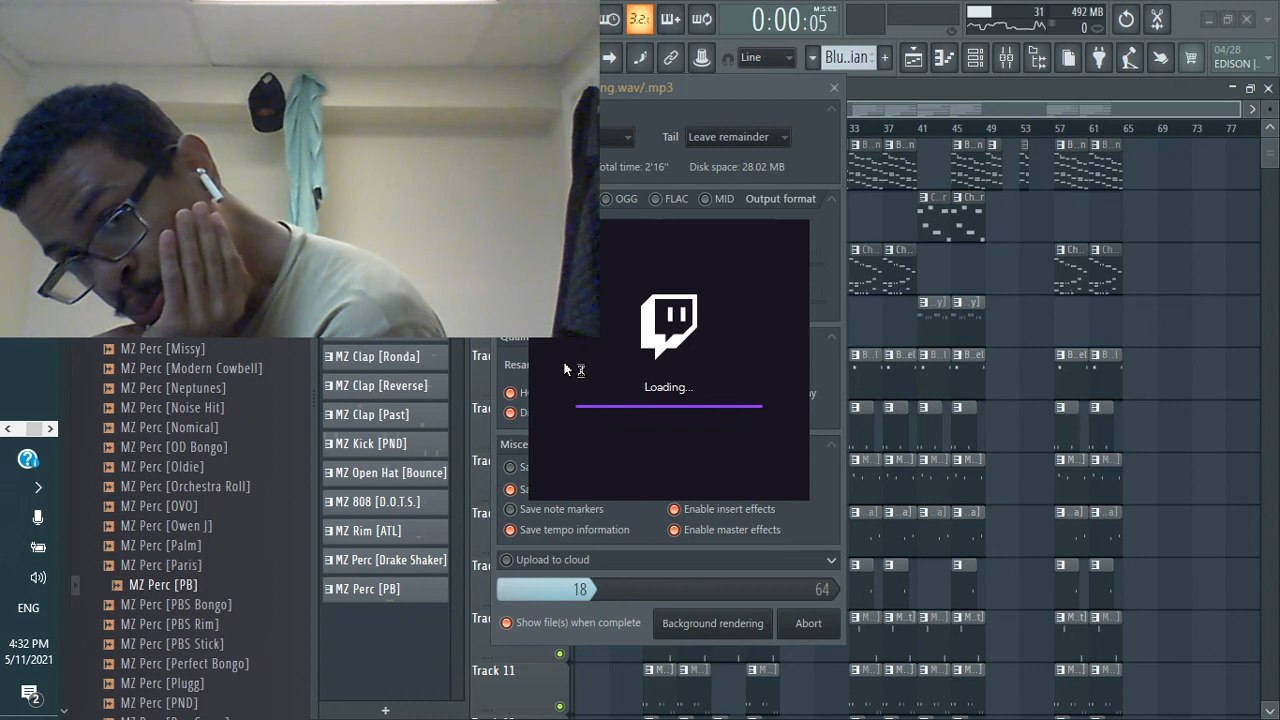 3.2:
0:00:05
M:S:CS
31
492 MB
0
Line
Blu..ian
04/28
EDISON |.
ng.wav/.mp3
Tail
Leave remainder
otal time: 2'16''
Disk space: 28.02 MB
OGG
FLAC
MID
Output format
33
37
41
45
49
53
57
61
65
69
73
77
Loading...
Resa
Misce
Save note markers
Enable insert effects
Save tempo information
Enable master effects
Upload to cloud
18
64
Show file(s) when complete
Background rendering
Abort
MZ Perc [Missy]
MZ Perc [Modern Cowbell]
MZ Perc [Neptunes]
MZ Perc [Noise Hit]
MZ Perc [Nomical]
MZ Perc [OD Bongo]
MZ Perc [Oldie]
MZ Perc [Orchestra Roll]
MZ Perc [OVO]
MZ Perc [Owen J]
MZ Perc [Palm]
MZ Perc [Paris]
MZ Perc [PB]
MZ Perc [PBS Bongo]
MZ Perc [PBS Rim]
MZ Perc [PBS Stick]
MZ Perc [Perfect Bongo]
MZ Perc [Plugg]
MZ Perc [PND]
MZ Clap [Ronda]
MZ Clap [Reverse]
MZ Clap [Past]
MZ Kick [PND]
MZ Open Hat [Bounce]
MZ 808 [D.O.T.S.]
MZ Rim [ATL]
MZ Perc [Drake Shaker]
MZ Perc [PB]
Track 11
ENG
4:32 PM
5/11/2021
2